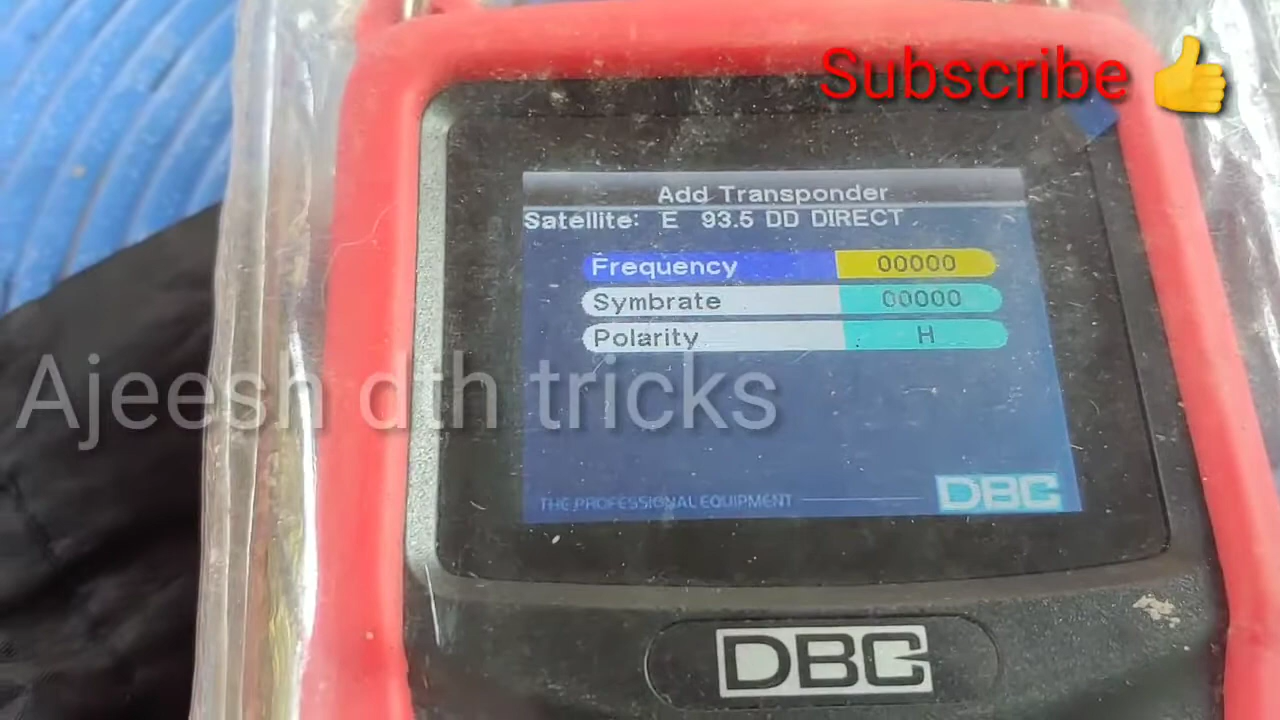 Subscribe 👍
Add Transponder
Satellite: E 93.5 DD DIRECT
Frequency 00000
Symbrate 00000
Polarity H
Ajeesh dth tricks
THE PROFESSIONAL EQUIPMENT
DBC
DBC